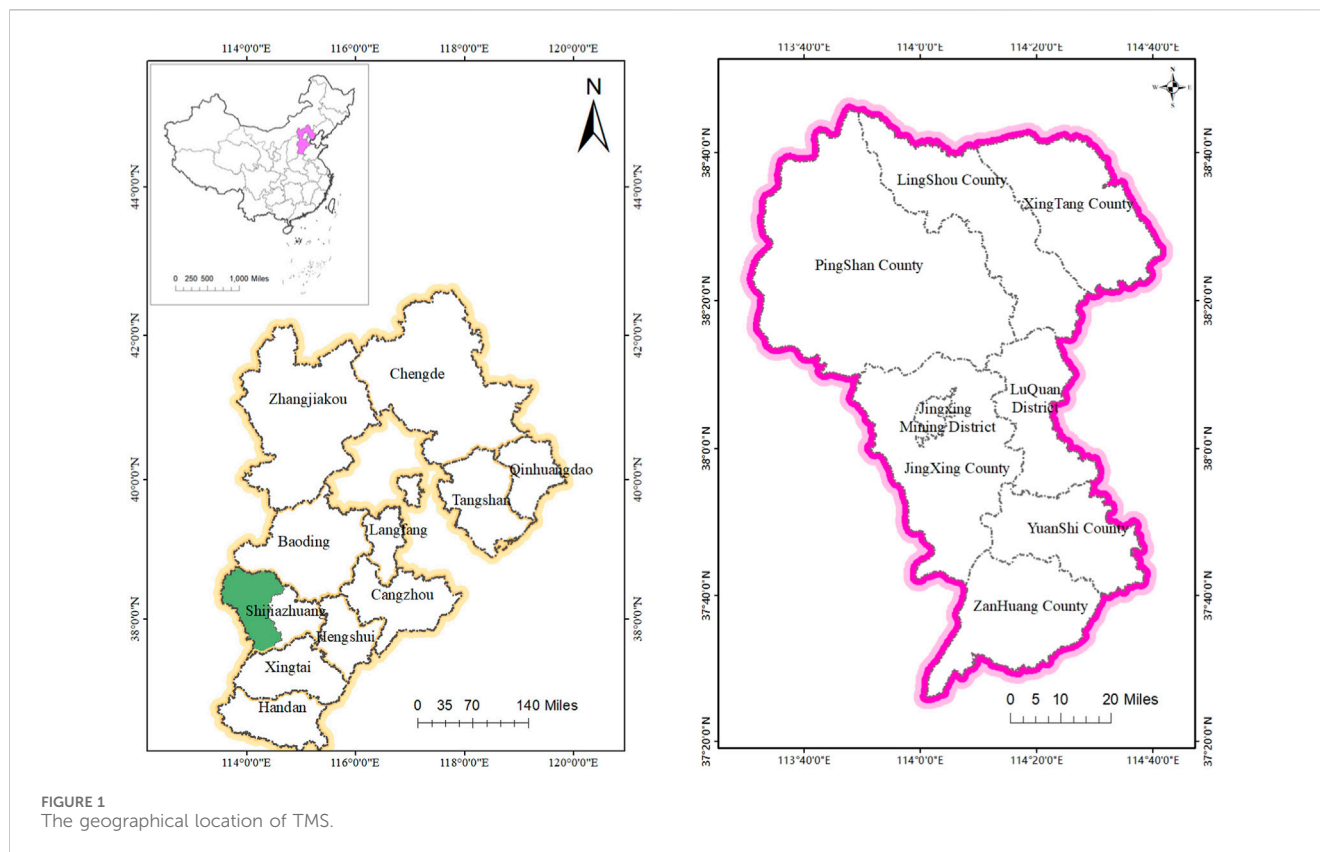 114°0'0"E 116°0'0"E 118°0'0"E 120°0'0"E
N
0 250 500 1,000 Miles
44°0'0"N 44°0'0"N
42°0'0"N 42°0'0"N
40°0'0"N 40°0'0"N
38°0'0"N 38°0'0"N
Chengde
Zhangjiakou
Qinhuangdao
Tangshan
Langfang
Baoding
Cangzhou
Shijiazhuang
Hengshui
Xingtai
Handan
0 35 70 140 Miles
114°0'0"E 116°0'0"E 118°0'0"E 120°0'0"E
113°40'0"E 114°0'0"E 114°20'0"E 114°40'0"E
N
W E
S
38°40'0"N 38°40'0"N
38°20'0"N 38°20'0"N
38°0'0"N 38°0'0"N
37°40'0"N 37°40'0"N
37°20'0"N 37°20'0"N
LingShou County
XingTang County
PingShan County
LuQuan
District
Jingxing
Mining District
JingXing County
YuanShi County
ZanHuang County
0 5 10 20 Miles
113°40'0"E 114°0'0"E 114°20'0"E 114°40'0"E
FIGURE 1
The geographical location of TMS.